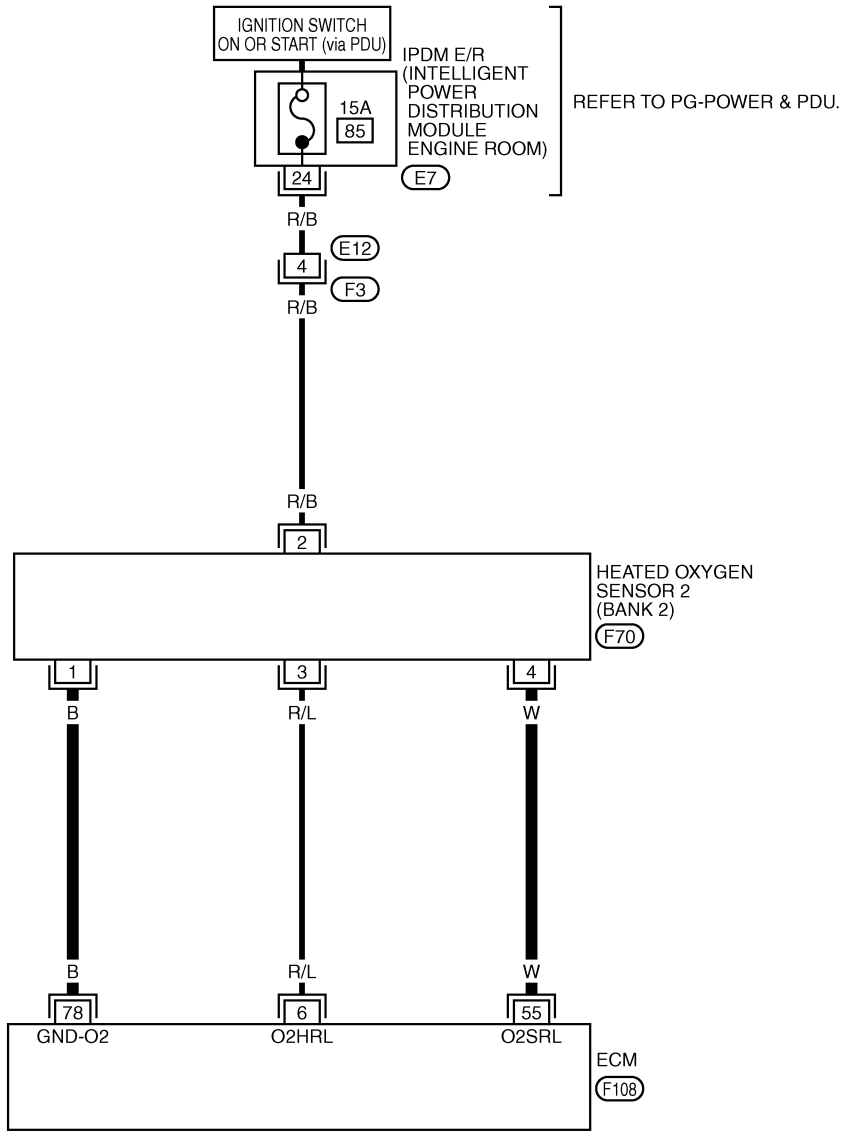 IGNITION SWITCH
ON OR START (via PDU)
IPDM E/R
(INTELLIGENT
POWER
DISTRIBUTION
MODULE
ENGINE ROOM)
REFER TO PG-POWER & PDU.
15A
85
24
E7
R/B
E12
4
F3
R/B
R/B
2
HEATED OXYGEN
SENSOR 2
(BANK 2)
F70
1
3
4
B
R/L
W
B
R/L
W
78
6
55
GND-O2
O2HRL
O2SRL
ECM
F108